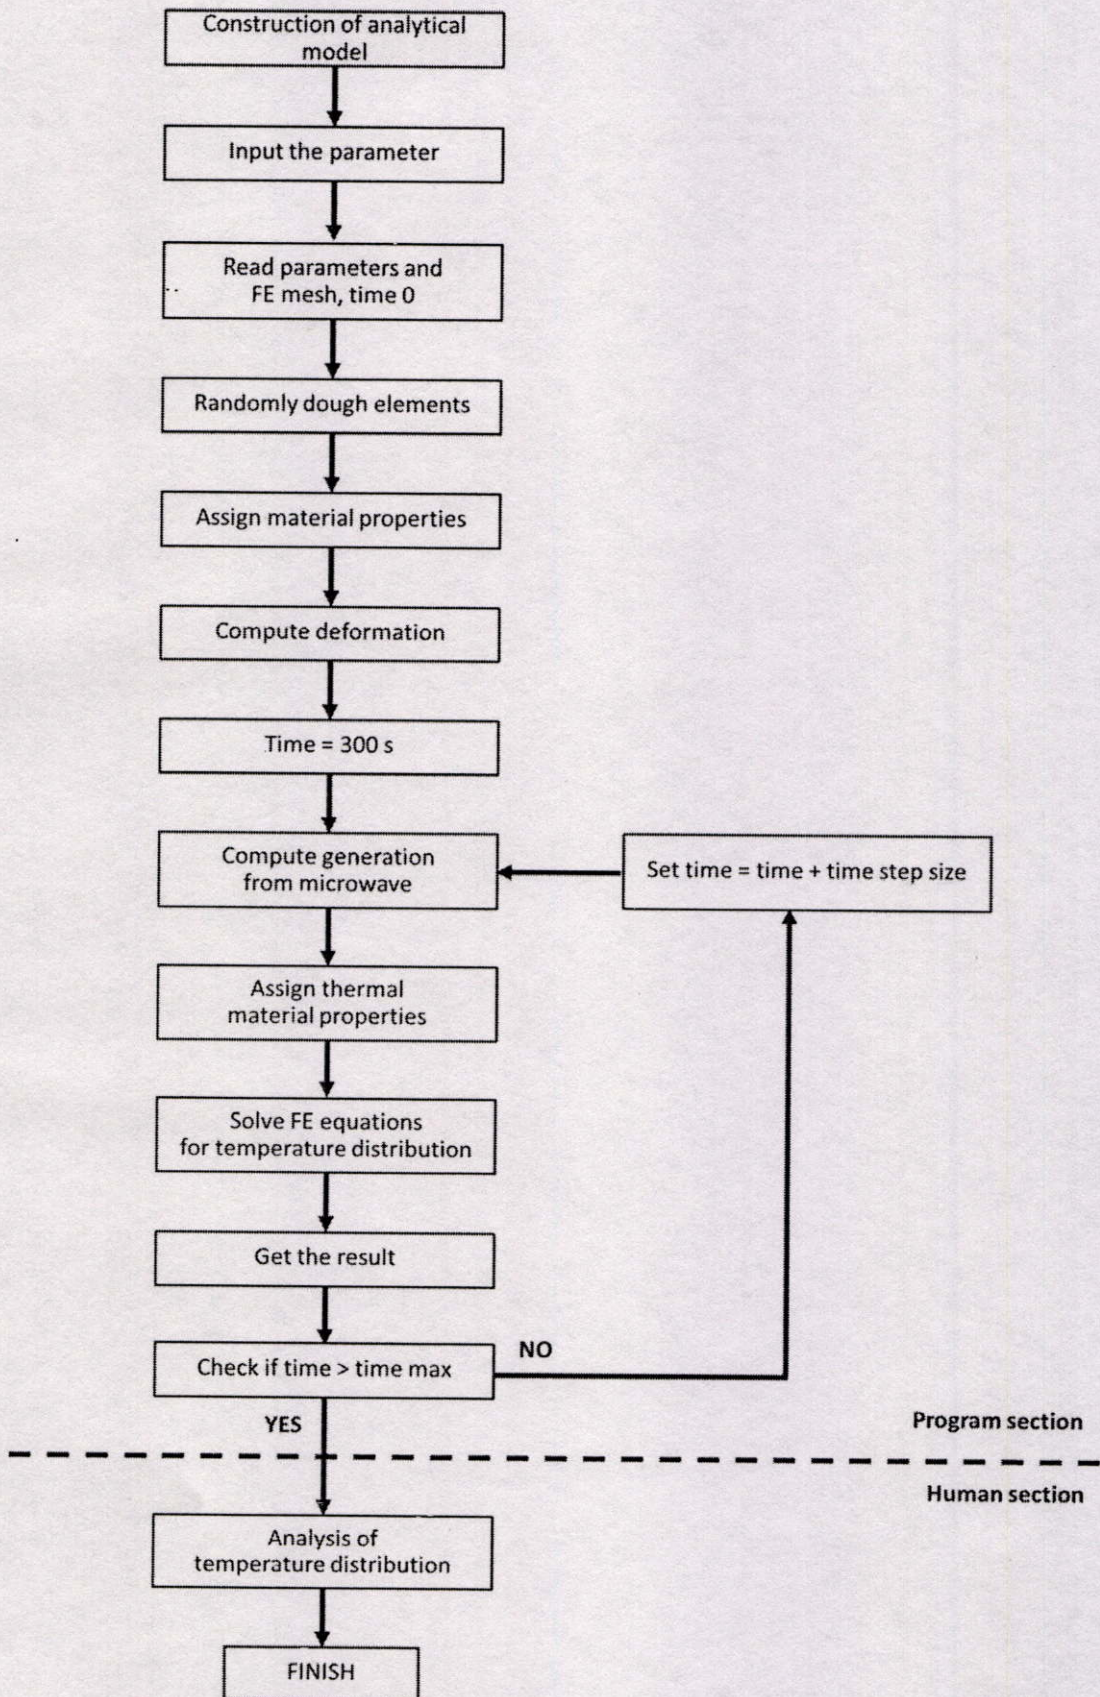 Construction of analytical
model
Input the parameter
Read parameters and
FE mesh, time 0
Randomly dough elements
Assign material properties
Compute deformation
Time = 300 s
Compute generation
from microwave
Set time = time + time step size
Assign thermal
material properties
Solve FE equations
for temperature distribution
Get the result
Check if time > time max
NO
YES
Program section
Human section
Analysis of
temperature distribution
FINISH